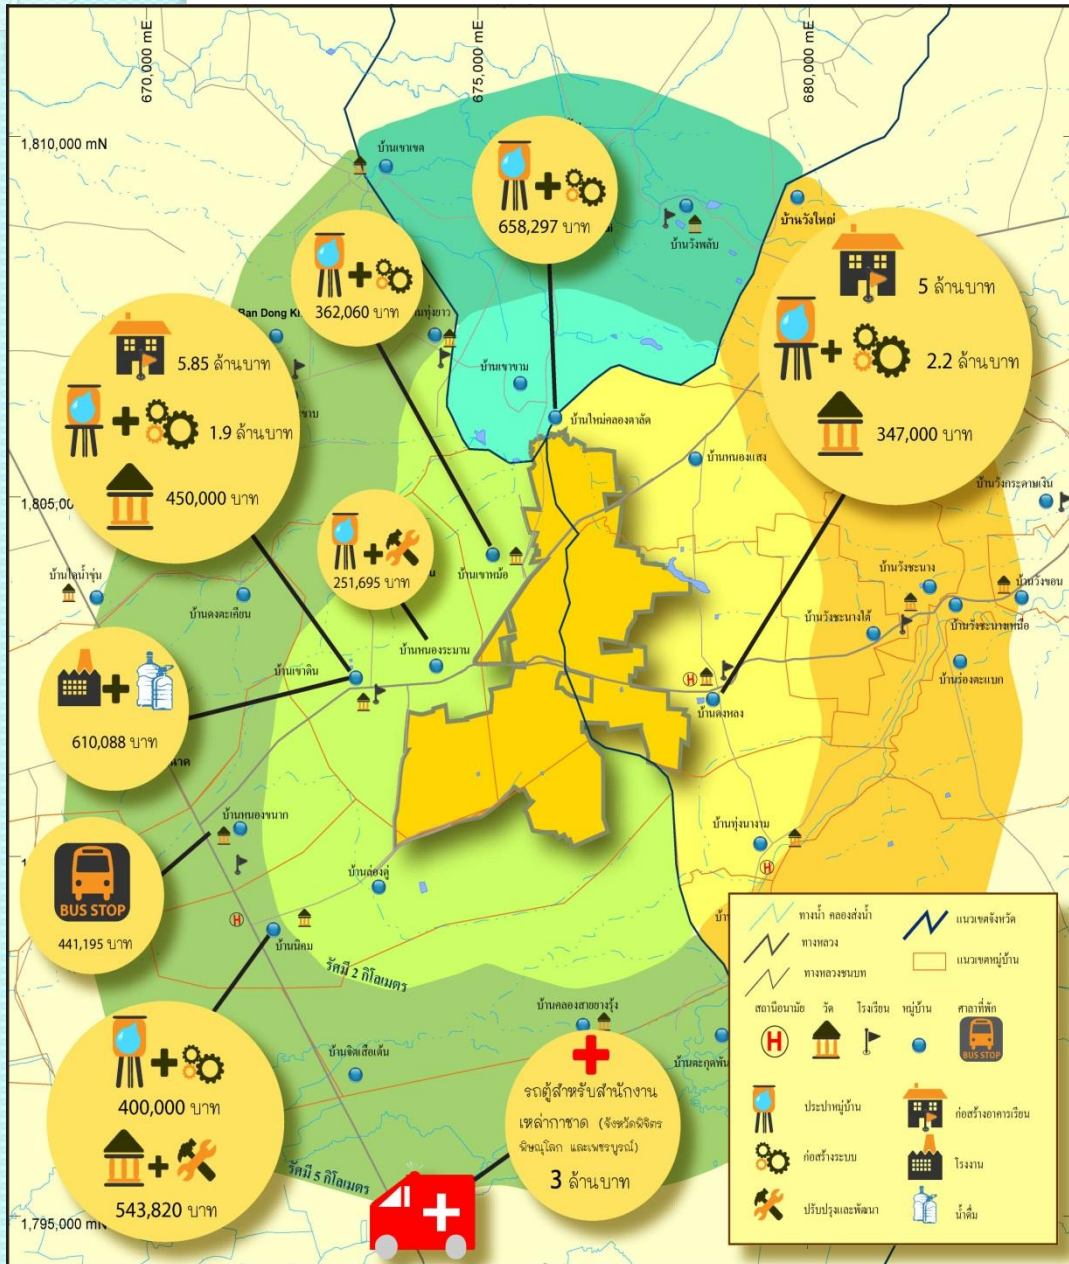 670,000 mE
675,000 mE
680,000 mE
1,810,000 mN
บ้านเขาเขต
658,297 บาท
บ้านวังพลับ
บ้านวังใหญ่
362,060 บาท
Ban Dong
5 ล้านบาท
2.2 ล้านบาท
347,000 บาท
5.85 ล้านบาท
1.9 ล้านบาท
450,000 บาท
บ้านเขาขาม
บ้านใหม่คลองตาลัด
บ้านหนองแสง
บ้านวังกระดาษเงิน
1,805,00
251,695 บาท
บ้านเขาหม้อ
บ้านวังชะนาง
บ้านวังขอน
บ้านไดน้ำขุ่น
บ้านดงตะเคียน
บ้านวังชะนางใต้
บ้านวังชะนางเหนือ
บ้านหนองระมาน
บ้านเขาดิน
บ้านร่องตะแบก
H
บ้านดงหลง
610,088 บาท
นาด
บ้านหนองขนาก
บ้านทุ่งนางาม
H
BUS STOP
441,195 บาท
บ้านล่องคู่
H
บ้านนิคม
รัศมี 2 กิโลเมตร
บ้านคลองสายยางรุ้ง
บ้านจิตเสือเต้น
400,000 บาท
543,820 บาท
รถตู้สำหรับสำนักงาน
เหล่ากาชาด (จังหวัดพิจิตร
พิษณุโลก และเพชรบูรณ์)
3 ล้านบาท
รัศมี 5 กิโลเมตร
1,795,000 mN
ทางน้ำ คลองส่งน้ำ
แนวเขตจังหวัด
ทางหลวง
แนวเขตหมู่บ้าน
ทางหลวงชนบท
สถานีอนามัย วัด โรงเรียน หมู่บ้าน ศาลาที่พัก
H
BUS STOP
ประปาหมู่บ้าน
ก่อสร้างอาคารเรียน
ก่อสร้างระบบ
โรงงาน
ปรับปรุงและพัฒนา
น้ำดื่ม